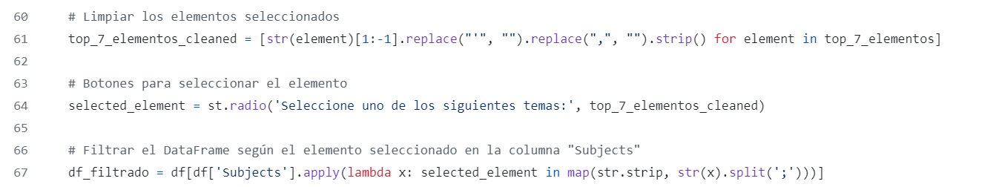 60 # Limpiar los elementos seleccionados
61 top_7_elementos_cleaned = [str(element)[1:-1].replace("'", "").replace(",", "").strip() for element in top_7_elementos]
62
63 # Botones para seleccionar el elemento
64 selected_element = st.radio('Seleccione uno de los siguientes temas:', top_7_elementos_cleaned)
65
66 # Filtrar el DataFrame según el elemento seleccionado en la columna "Subjects"
67 df_filtrado = df[df['Subjects'].apply(lambda x: selected_element in map(str.strip, str(x).split(';')))]